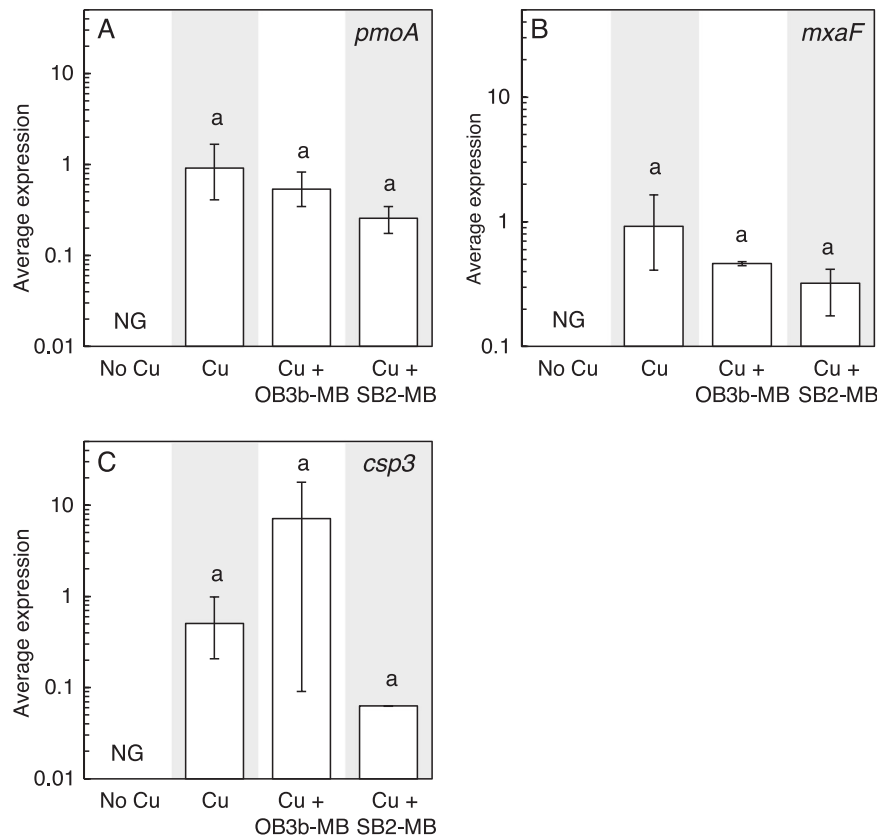 A
pmoA
Average expression
10
1
0.1
0.01
a
a
a
NG
No Cu
Cu
Cu +
OB3b-MB
Cu +
SB2-MB
B
mxaF
Average expression
10
1
0.1
a
a
a
NG
No Cu
Cu
Cu +
OB3b-MB
Cu +
SB2-MB
C
csp3
Average expression
10
1
0.1
0.01
a
a
a
NG
No Cu
Cu
Cu +
OB3b-MB
Cu +
SB2-MB